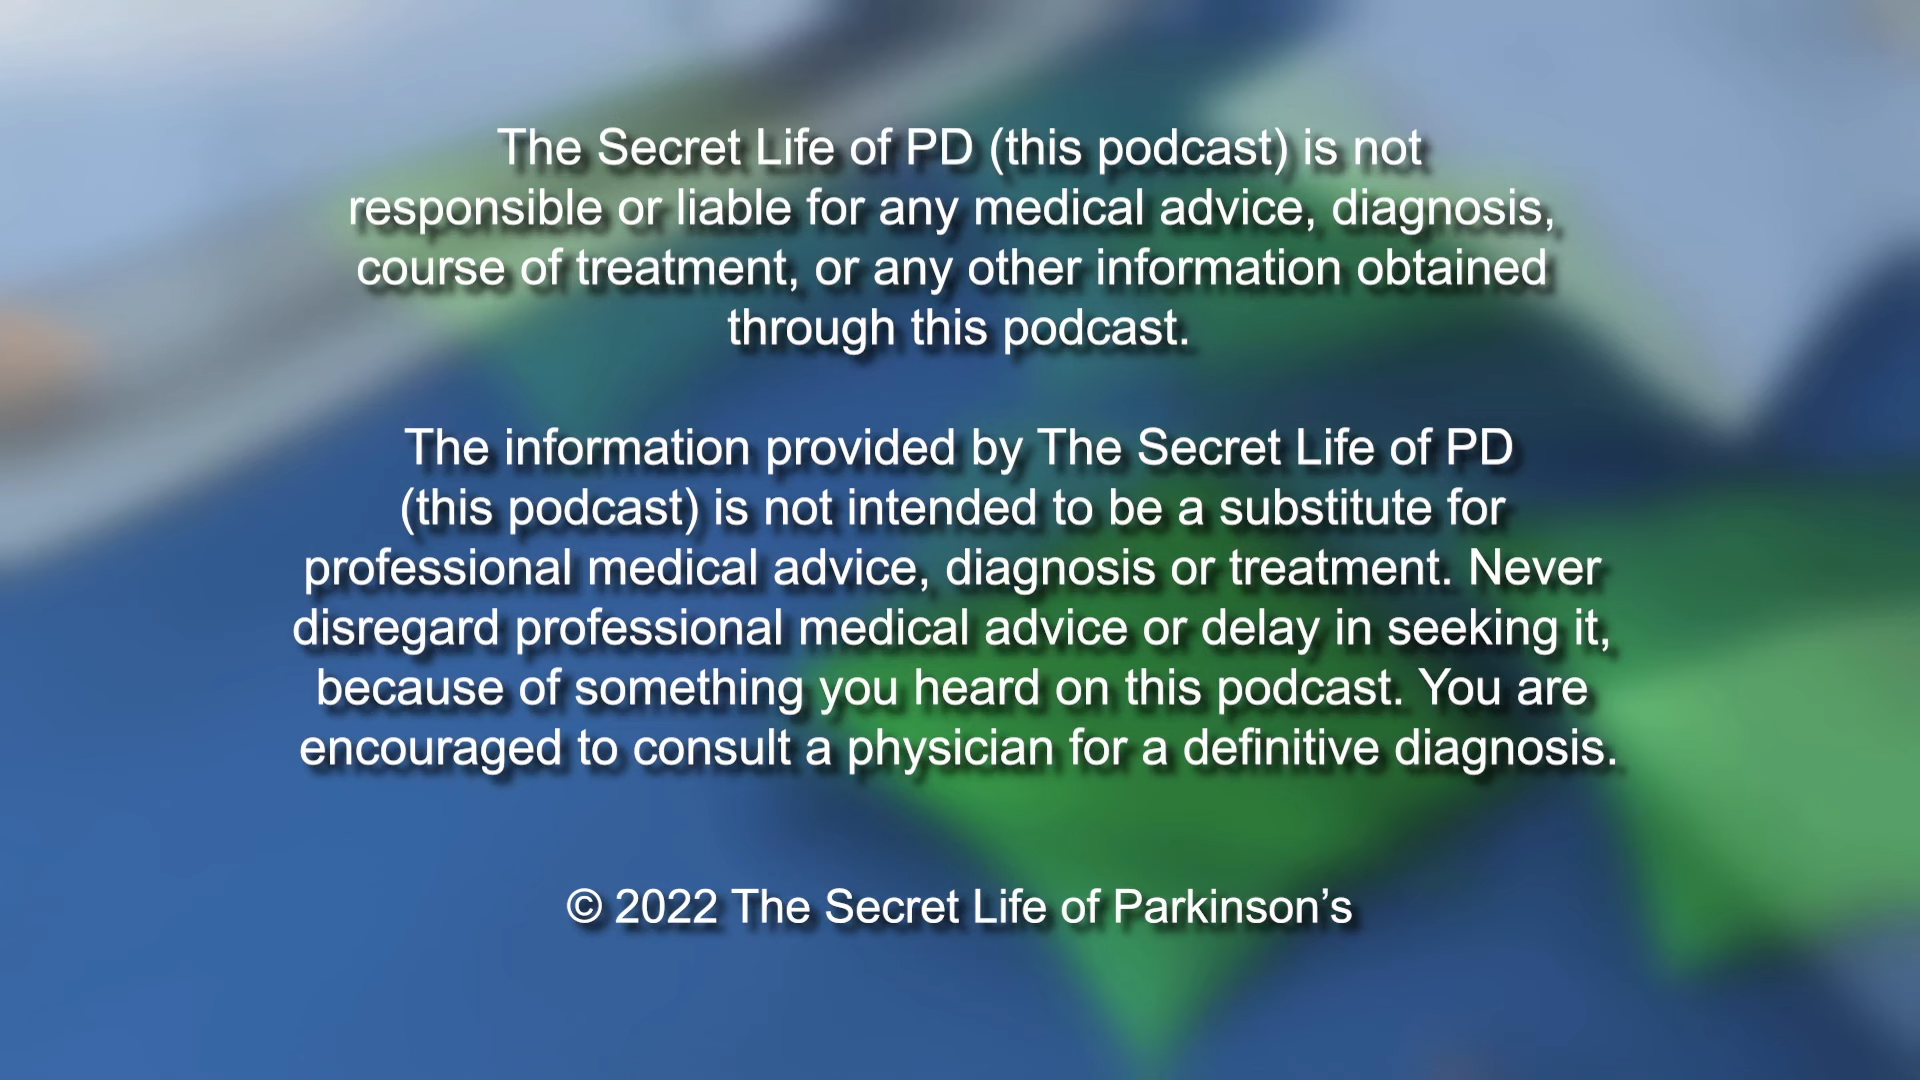 The Secret Life of PD (this podcast) is not
responsible or liable for any medical advice, diagnosis,
course of treatment, or any other information obtained
through this podcast.
The information provided by The Secret Life of PD
(this podcast) is not intended to be a substitute for
professional medical advice, diagnosis or treatment. Never
disregard professional medical advice or delay in seeking it,
because of something you heard on this podcast. You are
encouraged to consult a physician for a definitive diagnosis.
© 2022 The Secret Life of Parkinson’s